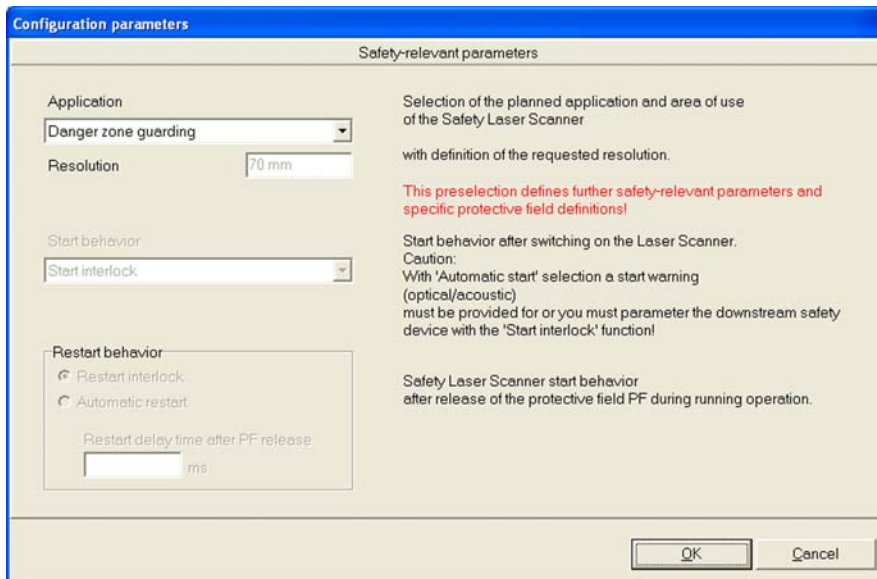 Configuration parameters
Safety-relevant parameters
Application
Danger zone guarding
Resolution
70 mm
Selection of the planned application and area of use
of the Safety Laser Scanner
with definition of the requested resolution.
This preselection defines further safety-relevant parameters and
specific protective field definitions!
Start behavior
Start interlock
Start behavior after switching on the Laser Scanner.
Caution:
With 'Automatic start' selection a start warning
(optical/acoustic)
must be provided for or you must parameter the downstream safety
device with the 'Start interlock' function!
Restart behavior
Restart interlock
Automatic restart
Restart delay time after PF release
ms
Safety Laser Scanner start behavior
after release of the protective field PF during running operation.
OK
Cancel